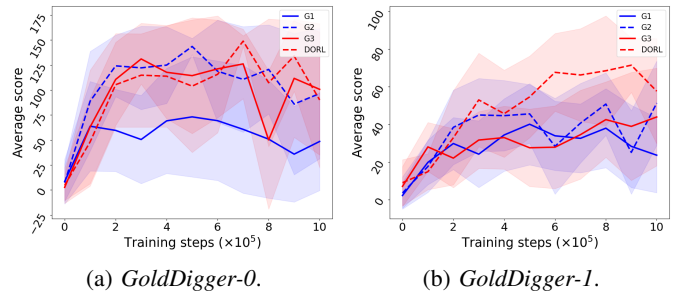 175
150
125
100
75
50
25
0
−25
Average score
0 2 4 6 8 10
Training steps (×10⁵)
G1
G2
G3
DORL
(a) GoldDigger-0.
100
80
60
40
20
0
Average score
0 2 4 6 8 10
Training steps (×10⁵)
G1
G2
G3
DORL
(b) GoldDigger-1.